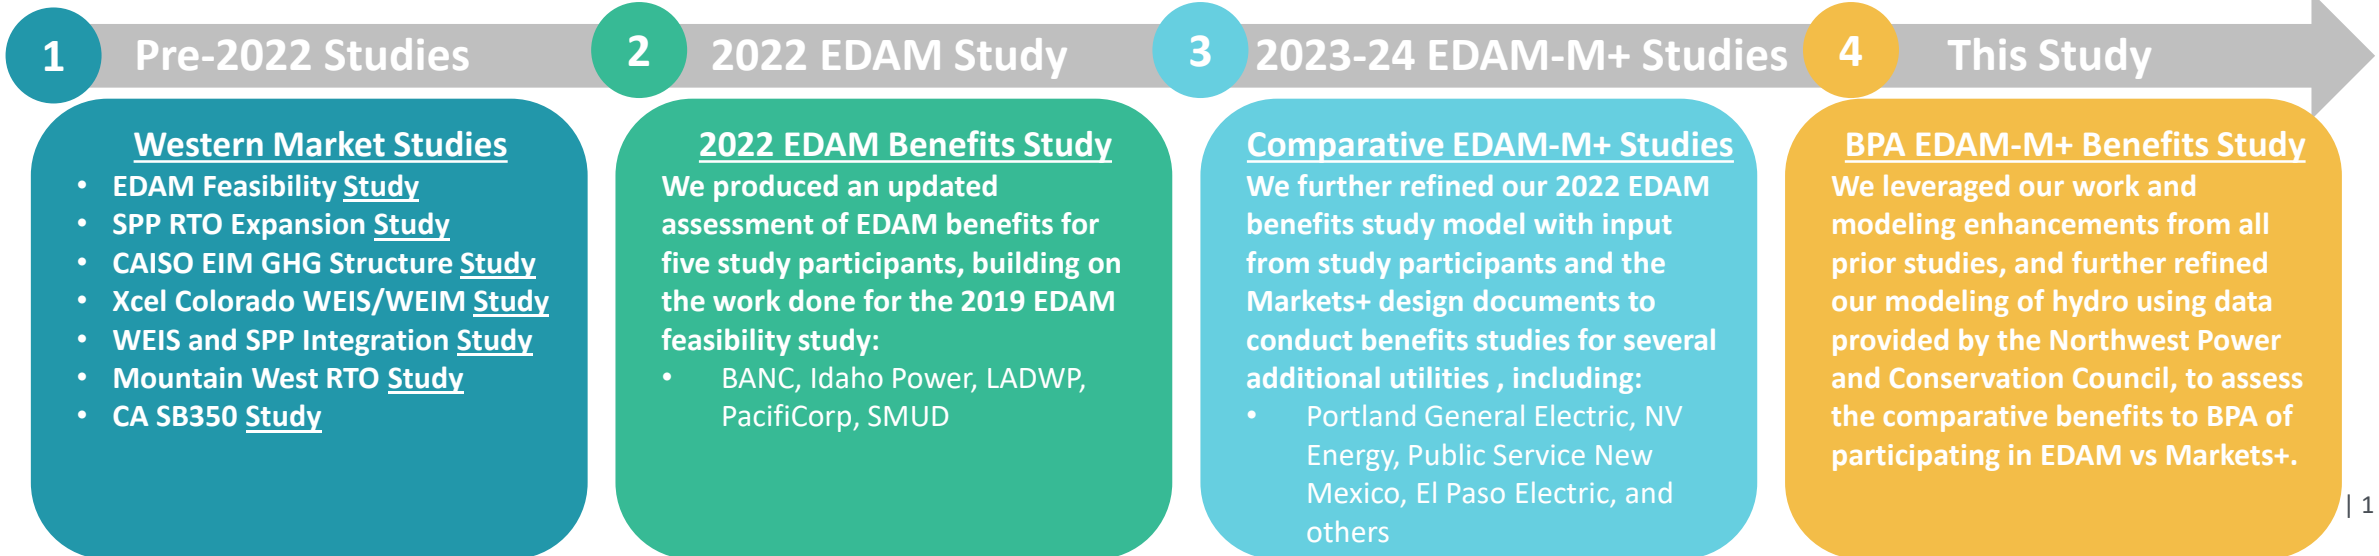 1 Pre-2022 Studies
2 2022 EDAM Study
3 2023-24 EDAM-M+ Studies
4 This Study
Western Market Studies
• EDAM Feasibility Study
• SPP RTO Expansion Study
• CAISO EIM GHG Structure Study
• Xcel Colorado WEIS/WEIM Study
• WEIS and SPP Integration Study
• Mountain West RTO Study
• CA SB350 Study
2022 EDAM Benefits Study
We produced an updated
assessment of EDAM benefits for
five study participants, building on
the work done for the 2019 EDAM
feasibility study:
• BANC, Idaho Power, LADWP,
PacifiCorp, SMUD
Comparative EDAM-M+ Studies
We further refined our 2022 EDAM
benefits study model with input
from study participants and the
Markets+ design documents to
conduct benefits studies for several
additional utilities , including:
• Portland General Electric, NV
Energy, Public Service New
Mexico, El Paso Electric, and
others
BPA EDAM-M+ Benefits Study
We leveraged our work and
modeling enhancements from all
prior studies, and further refined
our modeling of hydro using data
provided by the Northwest Power
and Conservation Council, to assess
the comparative benefits to BPA of
participating in EDAM vs Markets+.
| 1